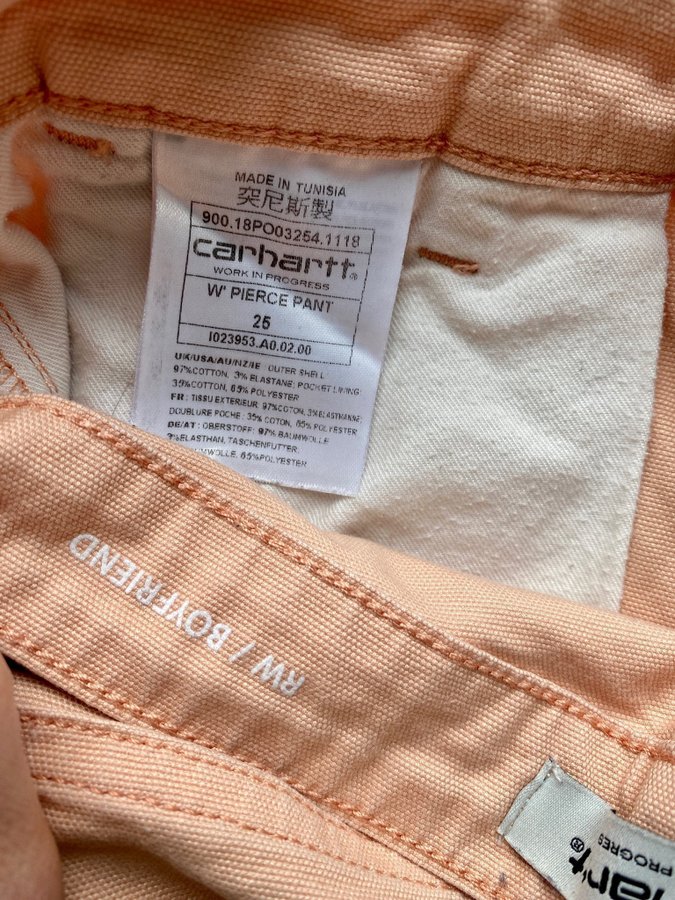 MADE IN TUNISIA
突尼斯製
900.18PO03254.1118
carhartt®
WORK IN PROGRESS
W' PIERCE PANT
25
I023953.A0.02.00
UK/USA/AU/NZ/IE OUTER SHELL
97%COTTON, 3% ELASTANE; POCKET LINING:
35%COTTON, 65% POLYESTER
FR: TISSU EXTERIEUR: 97%COTON, 3%ELASTHANNE;
DOUBLURE POCHE: 35% COTON, 65% POLYESTER
DE/AT: OBERSTOFF: 97% BAUMWOLLE
3%ELASTHAN, TASCHENFUTTER,
WOLLE, 65%POLYESTER
RW / BOYFRIEND
art®
PROGRES